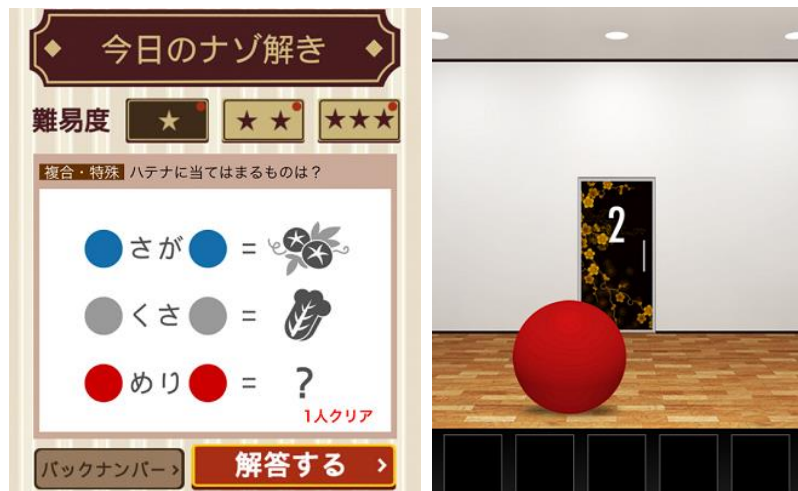 今日のナゾ解き
難易度 ★ ★★ ★★★
複合・特殊 ハテナに当てはまるものは？
さが =
くさ =
めり = ?
1人クリア
バックナンバー › 解答する ›
2